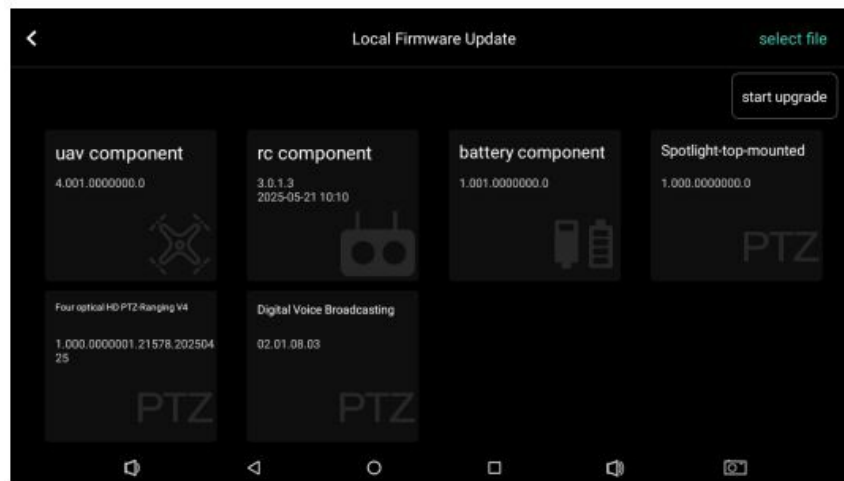 Local Firmware Update
select file
start upgrade
uav component
4.001.0000000.0
rc component
3.0.1.3
2025-05-21 10:10
battery component
1.001.0000000.0
Spotlight-top-mounted
1.000.0000000.0
PTZ
Four optical HD PTZ-Ranging V4
1.000.0000001.21578.202504
25
PTZ
Digital Voice Broadcasting
02.01.08.03
PTZ